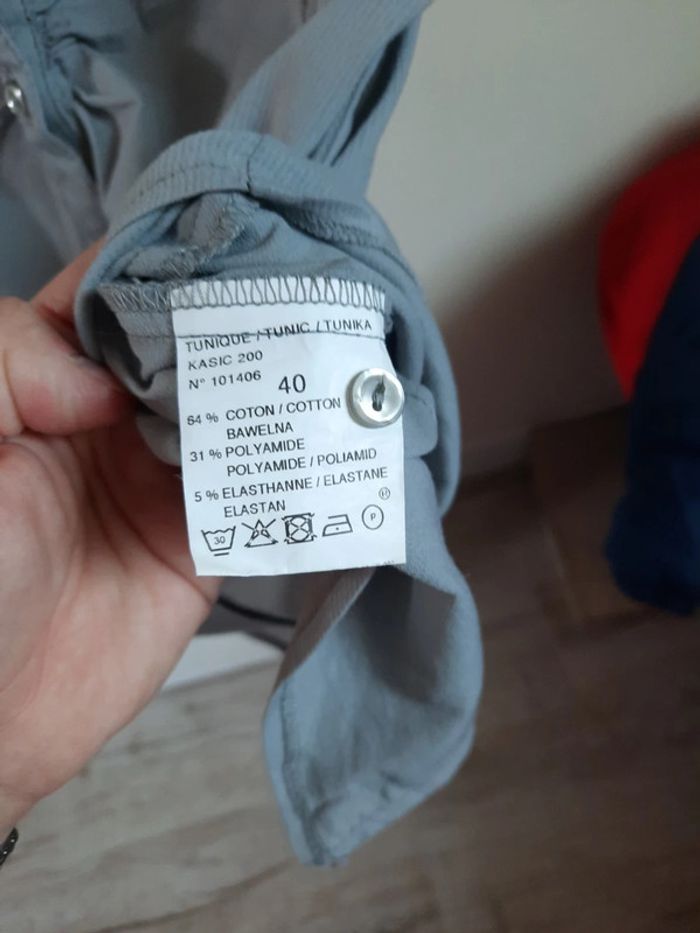 TUNIQUE / TUNIC / TUNIKA
KASIC 200
N° 101406
40
64 % COTON / COTTON
BAWELNA
31 % POLYAMIDE
POLYAMIDE / POLIAMID
5 % ELASTHANNE / ELASTANE
ELASTAN
30
P